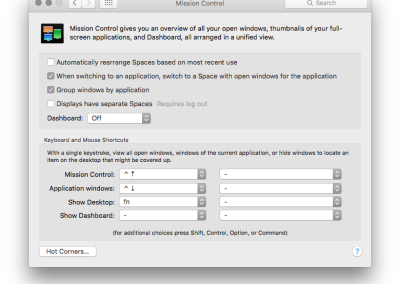 Mission Control
Search
Mission Control gives you an overview of all your open windows, thumbnails of your full-
screen applications, and Dashboard, all arranged in a unified view.
Automatically rearrange Spaces based on most recent use
When switching to an application, switch to a Space with open windows for the application
Group windows by application
Displays have separate Spaces Requires log out
Dashboard: Off
Keyboard and Mouse Shortcuts
With a single keystroke, view all open windows, windows of the current application, or hide windows to locate an
item on the desktop that might be covered up.
Mission Control: ^ ↑ -
Application windows: ^ ↓ -
Show Desktop: fn -
Show Dashboard: - -
(for additional choices press Shift, Control, Option, or Command)
Hot Corners... ?